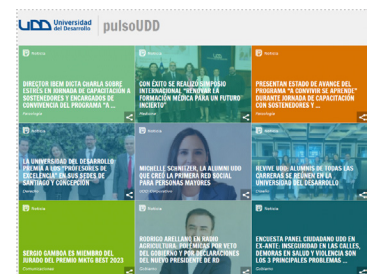 UDD Universidad del Desarrollo
pulsoUDD
Noticia
DIRECTOR IBEM DICTA CHARLA SOBRE
ESTRÉS EN JORNADA DE CAPACITACIÓN A
SOSTENEDORES Y ENCARGADOS DE
CONVIVENCIA DEL PROGRAMA "A ...
Psicología
Noticia
CON ÉXITO SE REALIZÓ SIMPOSIO
INTERNACIONAL "RENOVAR LA
FORMACIÓN MÉDICA PARA UN FUTURO
INCIERTO"
Medicina
Noticia
PRESENTAN ESTADO DE AVANCE DEL
PROGRAMA "A CONVIVIR SE APRENDE"
DURANTE JORNADA DE CAPACITACIÓN
CON SOSTENEDORES Y ...
Psicología
Noticia
LA UNIVERSIDAD DEL DESARROLLO
PREMIA A LOS "PROFESORES DE
EXCELENCIA" EN SUS SEDES DE
SANTIAGO Y CONCEPCIÓN
Derecho
Noticia
MICHELLE SCHNITZER, LA ALUMNI UDD
QUE CREÓ LA PRIMERA RED SOCIAL
PARA PERSONAS MAYORES
UDD Corporativo
Noticia
REVIVE UDD: ALUMNIS DE TODAS LAS
CARRERAS SE REÚNEN EN LA
UNIVERSIDAD DEL DESARROLLO
Derecho
Noticia
SERGIO GAMBOA ES MIEMBRO DEL
JURADO DEL PREMIO MKTG BEST 2023
Comunicaciones
Noticia
RODRIGO ARELLANO EN RADIO
AGRICULTURA: POLÉMICAS POR VETO
DEL GOBIERNO Y POR DECLARACIONES
DEL NUEVO PRESIDENTE DE RD
Gobierno
Noticia
ENCUESTA PANEL CIUDADANO UDD EN
EX-ANTE: INSEGURIDAD EN LAS CALLES,
DEMORAS EN SALUD Y VIOLENCIA SON
LOS 3 PRINCIPALES PROBLEMAS ...
Gobierno